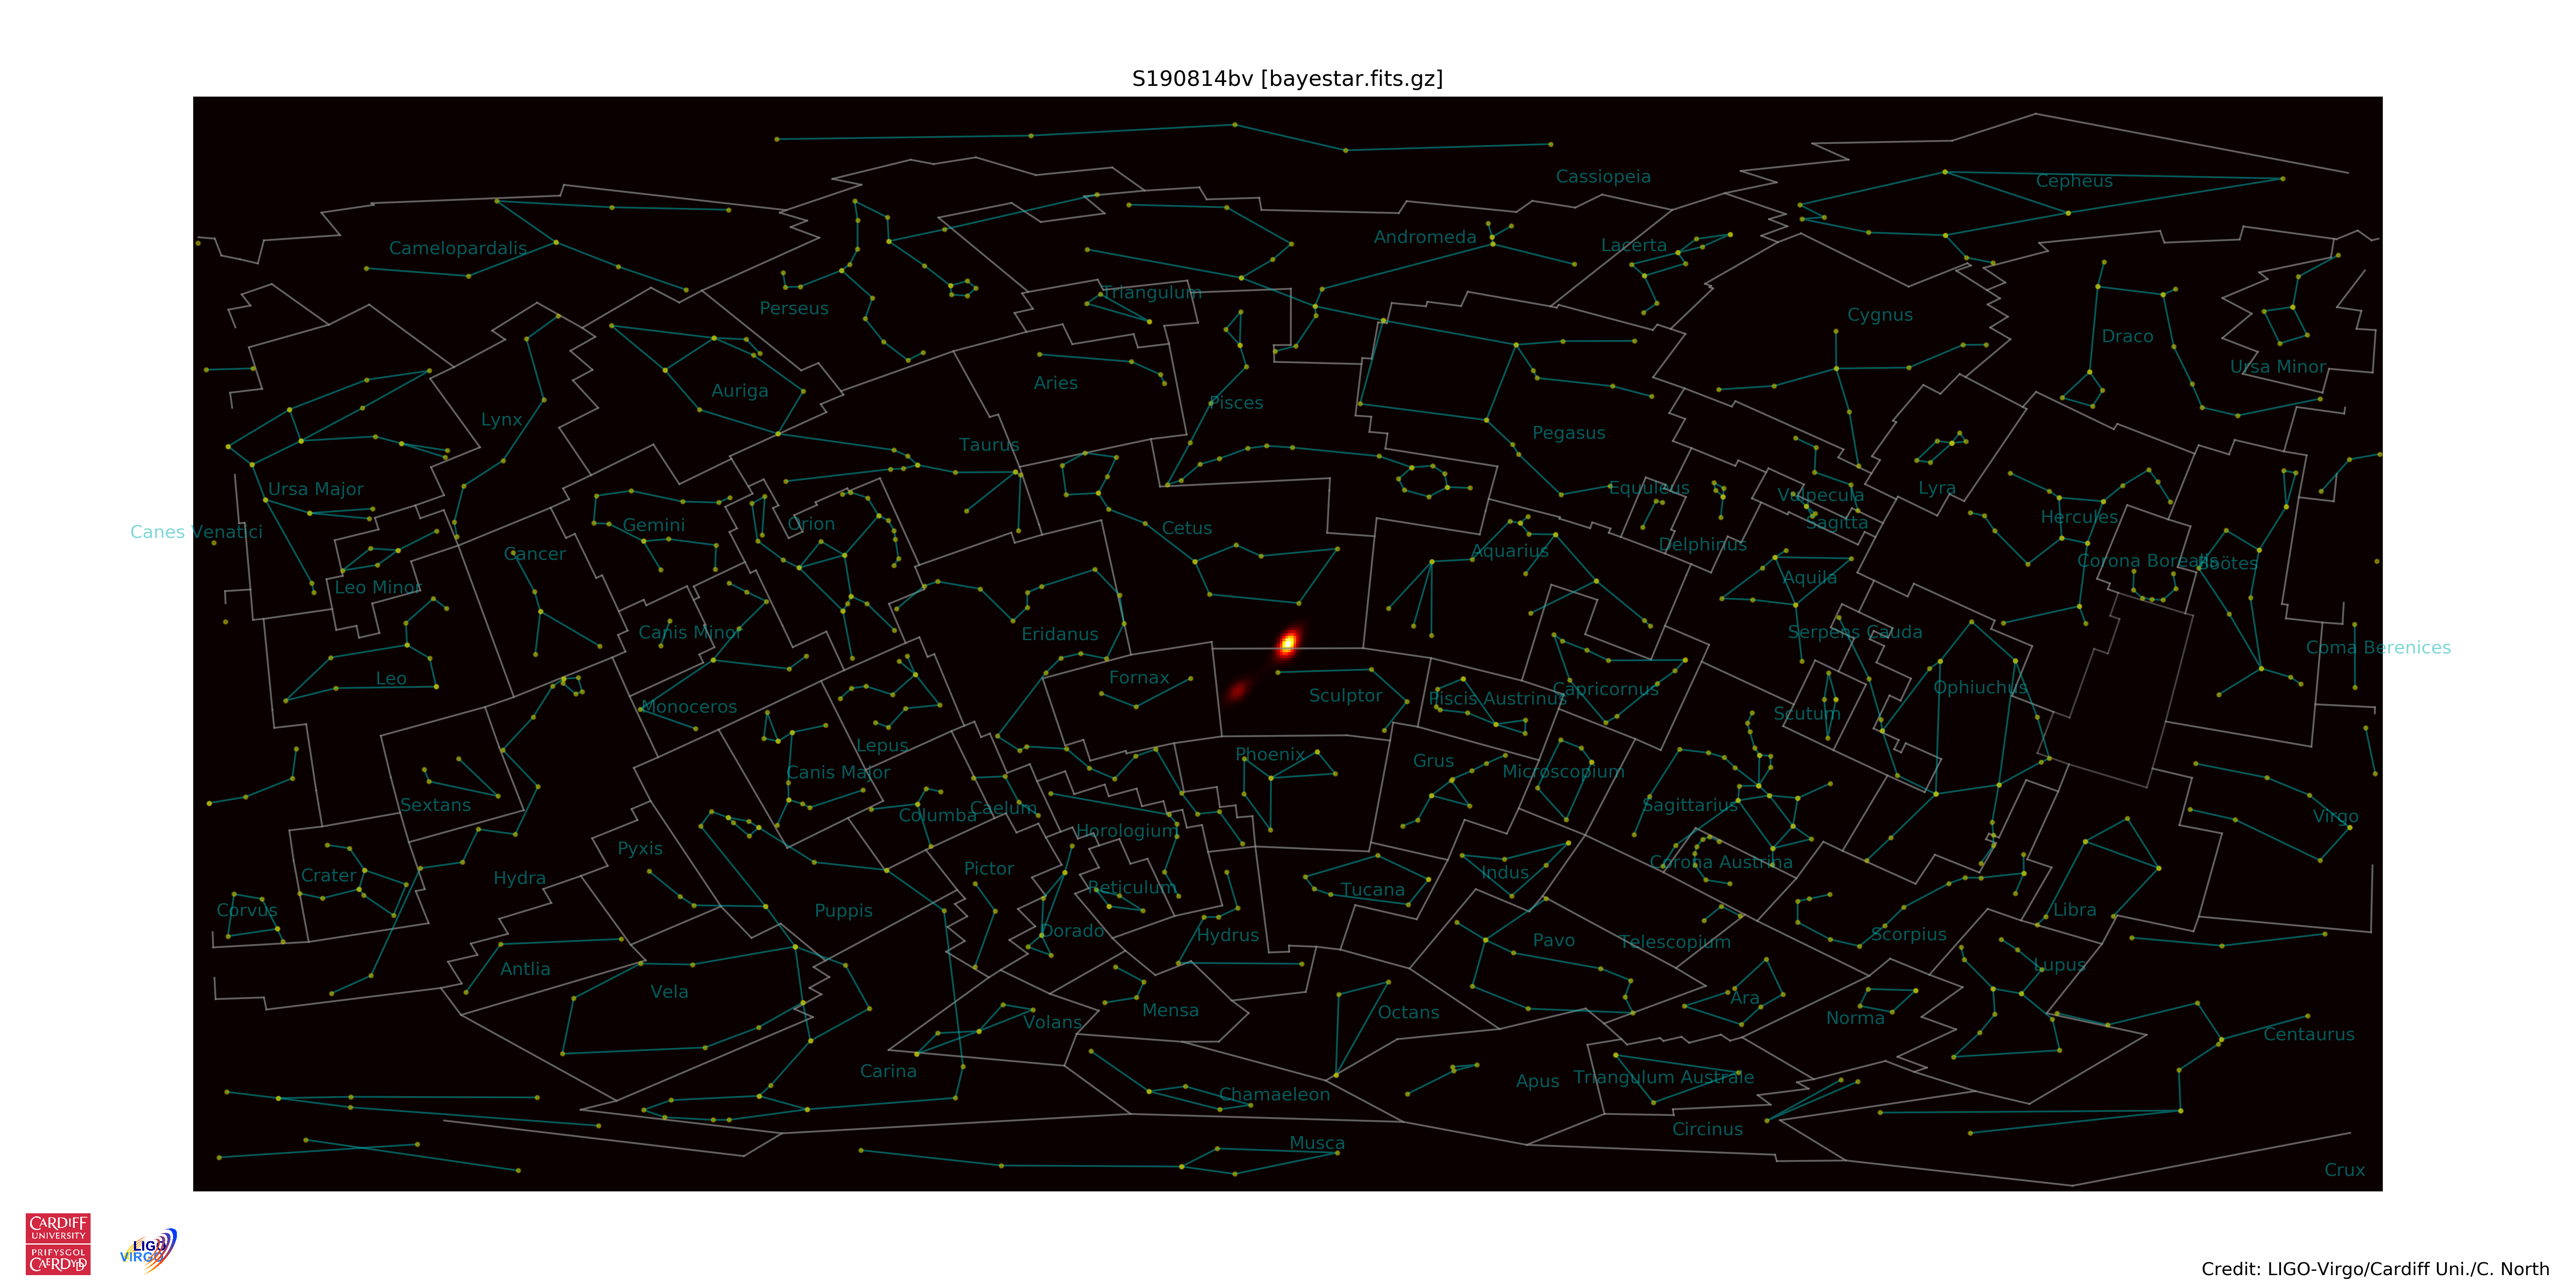 S190814bv [bayestar.fits.gz]
Cassiopeia
Cepheus
Camelopardalis
Andromeda
Lacerta
Triangulum
Perseus
Cygnus
Draco
Ursa Minor
Auriga
Aries
Pisces
Lynx
Taurus
Pegasus
Ursa Major
Equuleus
Vulpecula
Lyra
Canes Venatici
Gemini
Orion
Cetus
Sagitta
Hercules
Cancer
Aquarius
Delphinus
Corona Borealis
Boötes
Leo Minor
Aquila
Canis Minor
Eridanus
Serpens Cauda
Coma Berenices
Leo
Fornax
Sculptor
Piscis Austrinus
Capricornus
Ophiuchus
Monoceros
Scutum
Lepus
Phoenix
Grus
Microscopium
Canis Major
Sextans
Columba
Caelum
Sagittarius
Virgo
Horologium
Pyxis
Crater
Hydra
Pictor
Reticulum
Tucana
Indus
Corona Austrina
Corvus
Puppis
Dorado
Hydrus
Pavo
Telescopium
Scorpius
Libra
Antlia
Vela
Lupus
Volans
Mensa
Octans
Ara
Norma
Centaurus
Carina
Chamaeleon
Apus
Triangulum Australe
Musca
Circinus
Crux
CARDIFF
UNIVERSITY
PRIFYSGOL
CAERDYDD
LIGO
VIRGO
Credit: LIGO-Virgo/Cardiff Uni./C. North